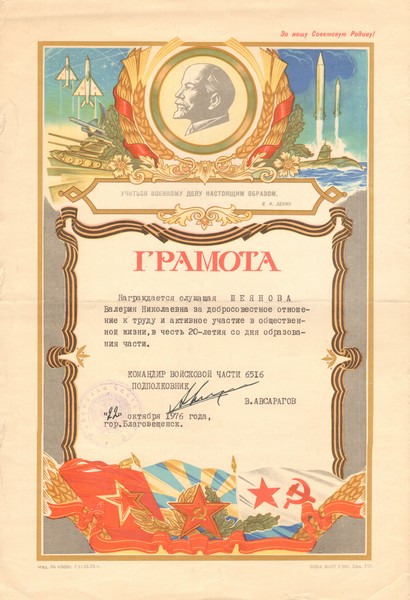 За нашу Советскую Родину!
УЧИТЬСЯ ВОЕННОМУ ДЕЛУ НАСТОЯЩИМ ОБРАЗОМ.
В. И. ЛЕНИН
ГРАМОТА
Награждается служащая ШЕЯНОВА
Валерия Николаевна за добросовестное отноше-
ние к труду и активное участие в обществен-
ной жизни, в честь 20-летия со дня образова-
ния части.
КОМАНДИР ВОЙСКОВОЙ ЧАСТИ 6516
ПОДПОЛКОВНИК
В.АВСАРАГОВ
"22" октября 1976 года,
гор.Благовещенск.